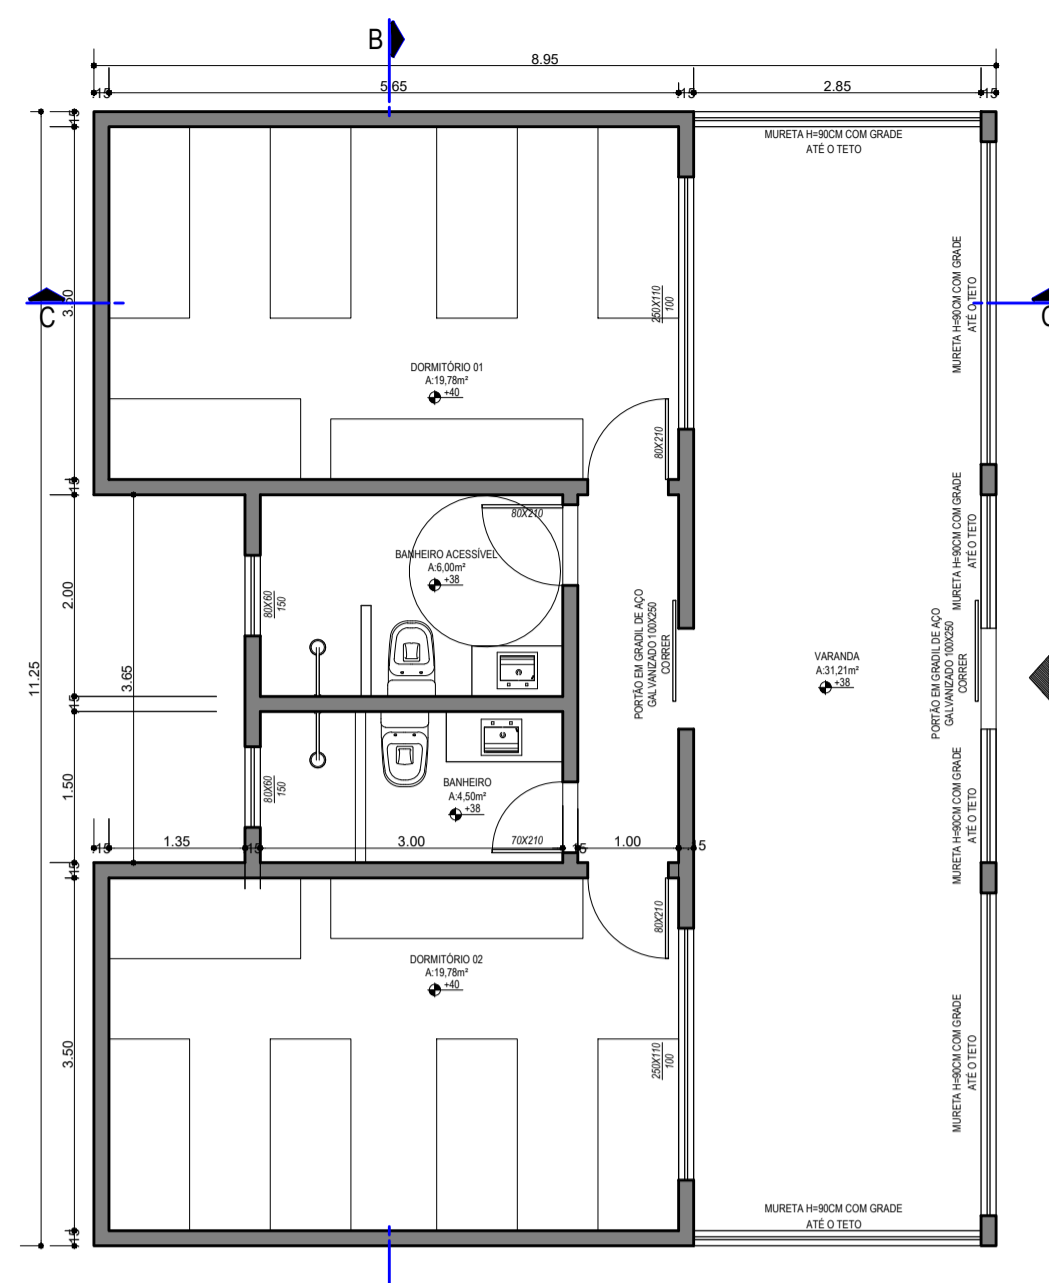 B
8.95
5.65
15
2.85
15
15
15
MURETA H=90CM COM GRADE
ATÉ O TETO
MURETA H=90CM COM GRADE
ATÉ O TETO
C
3.50
250X110
100
C
DORMITÓRIO 01
A:19,78m²
+40
80X210
15
80X210
BANHEIRO ACESSÍVEL
A:6,00m²
+38
80X60
150
2.00
3.65
11.25
PORTÃO EM GRADIL DE AÇO
GALVANIZADO 100X250
CORRER
MURETA H=90CM COM GRADE
ATÉ O TETO
VARANDA
A:31,21m²
+38
PORTÃO EM GRADIL DE AÇO
GALVANIZADO 100X250
CORRER
15
1.50
80X60
150
BANHEIRO
A:4,50m²
+38
70X210
MURETA H=90CM COM GRADE
ATÉ O TETO
15
1.35
15
3.00
15
1.00
15
15
80X210
DORMITÓRIO 02
A:19,78m²
+40
3.50
250X110
100
MURETA H=90CM COM GRADE
ATÉ O TETO
MURETA H=90CM COM GRADE
ATÉ O TETO
15